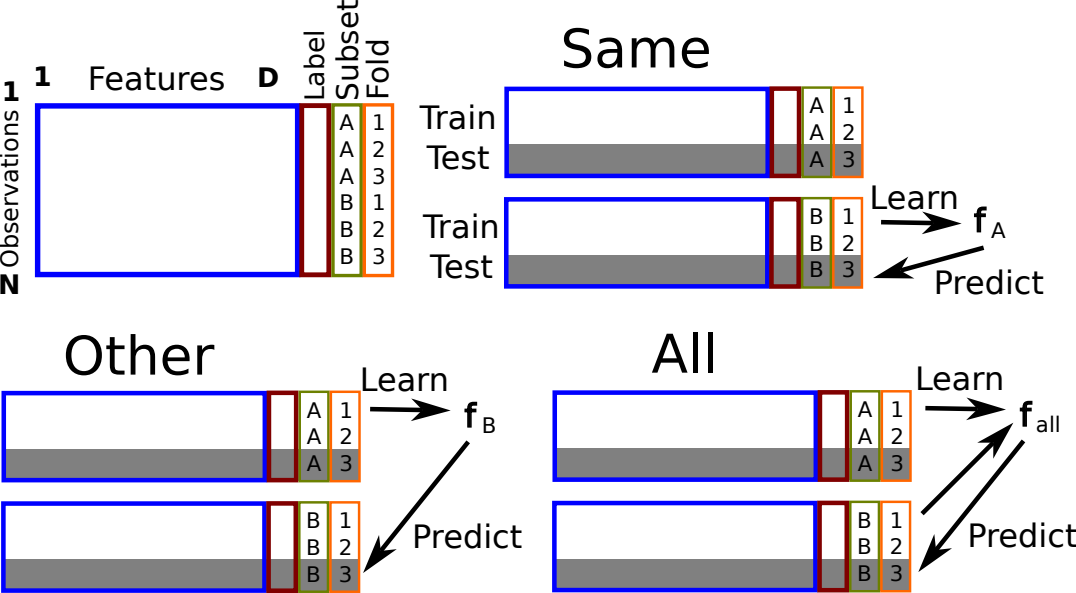 1 Features D Label Subset Fold
1
Observations
N
A 1
A 2
A 3
B 1
B 2
B 3
Same
Train
Test
A 1
A 2
A 3
Train
Test
B 1
B 2
B 3
Learn
f A
Predict
Other
A 1
A 2
A 3
B 1
B 2
B 3
Learn
f B
Predict
All
A 1
A 2
A 3
B 1
B 2
B 3
Learn
f all
Predict